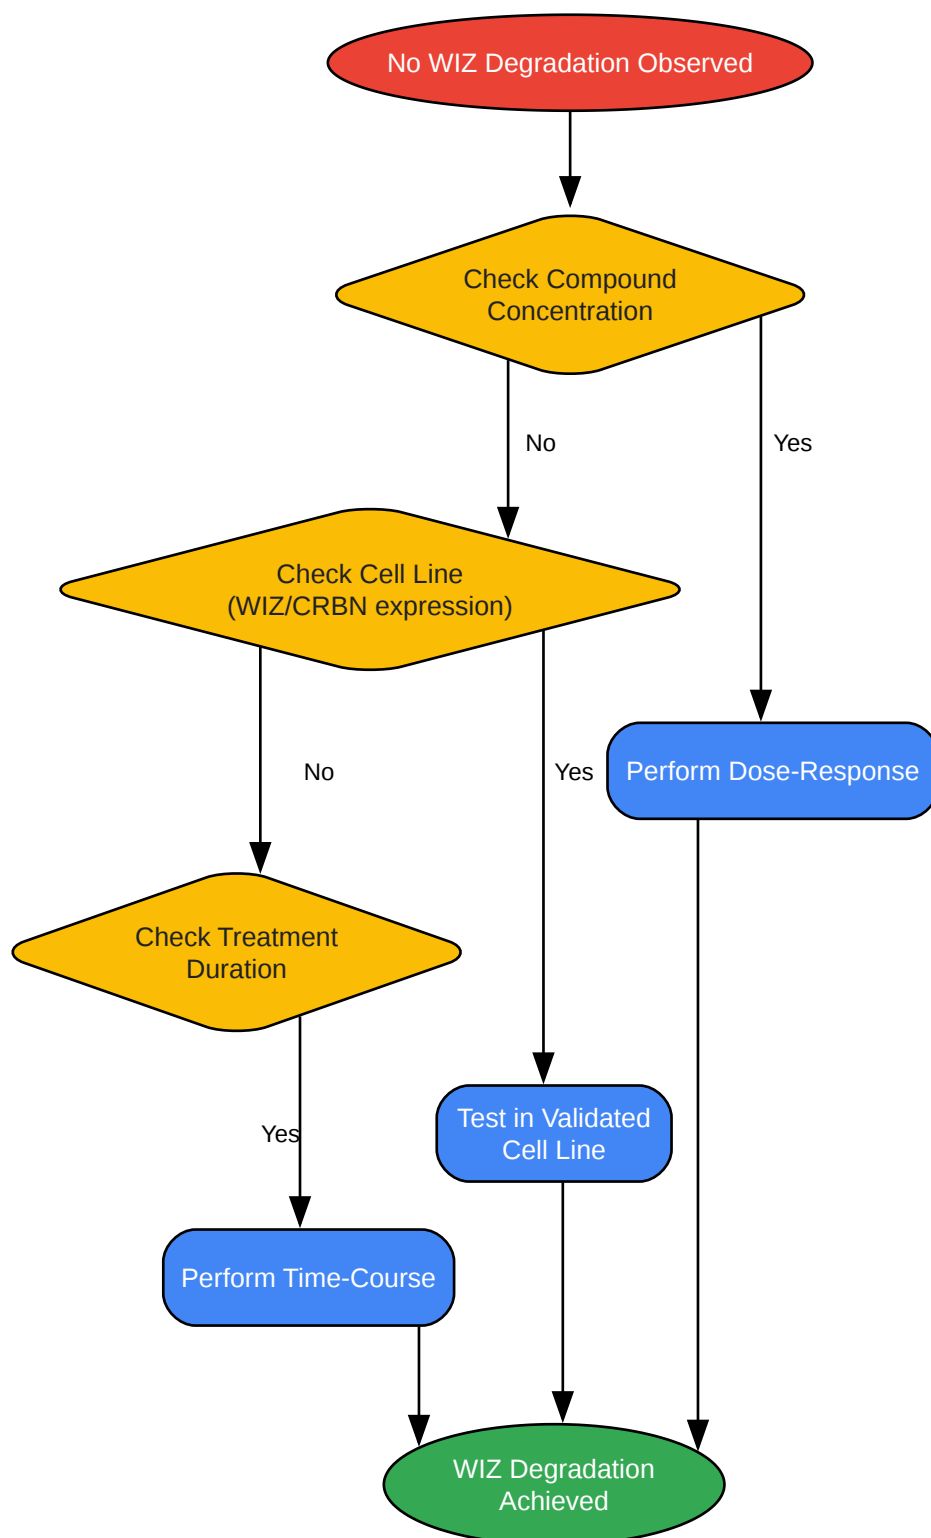 No WIZ Degradation Observed
Check Compound
Concentration
No
Yes
Check Cell Line
(WIZ/CRBN expression)
No
Yes
Perform Dose-Response
Check Treatment
Duration
Yes
Test in Validated
Cell Line
Perform Time-Course
WIZ Degradation
Achieved